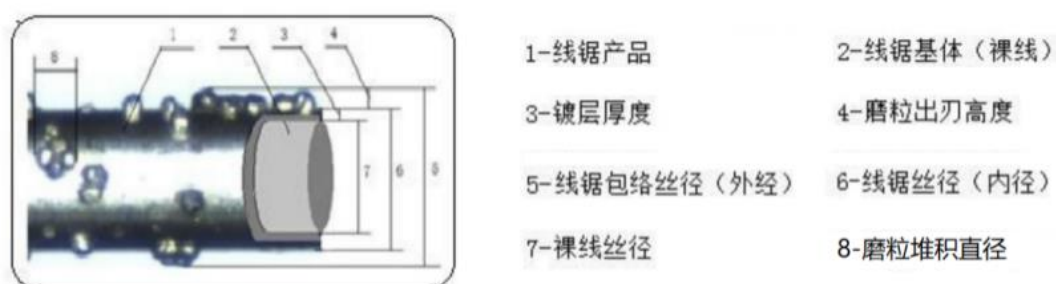 1 2 3 4
8
7 6 5
1-线锯产品 2-线锯基体（裸线）
3-镀层厚度 4-磨粒出刃高度
5-线锯包络丝径（外经） 6-线锯丝径（内径）
7-裸线丝径 8-磨粒堆积直径